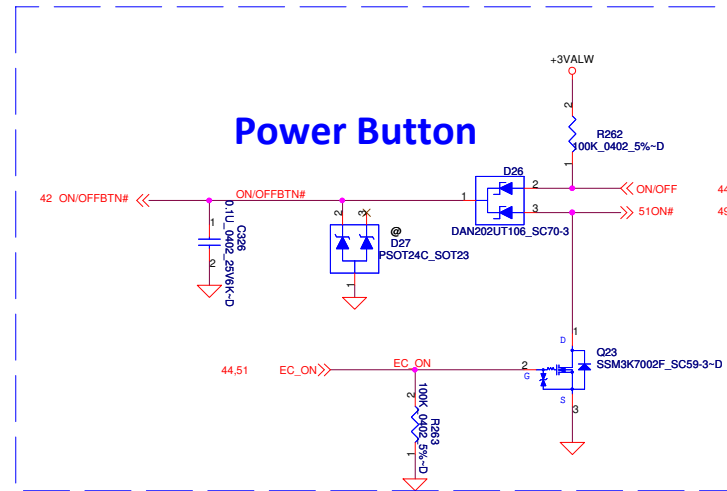 +3VALW
2
R262
100K_0402_5%~D
1
Power Button
D26
42 ON/OFFBTN#
ON/OFFBTN#
1
2
ON/OFF
44
3
51ON#
49
DAN202UT106_SC70-3
1
2
C326
0.1U_0402_25V6K~D
2
3
@
D27
PSOT24C_SOT23
1
1
D
Q23
SSM3K7002F_SC59-3~D
44,51
EC_ON
EC_ON
2
G
S
3
2
R263
100K_0402_5%~D
1